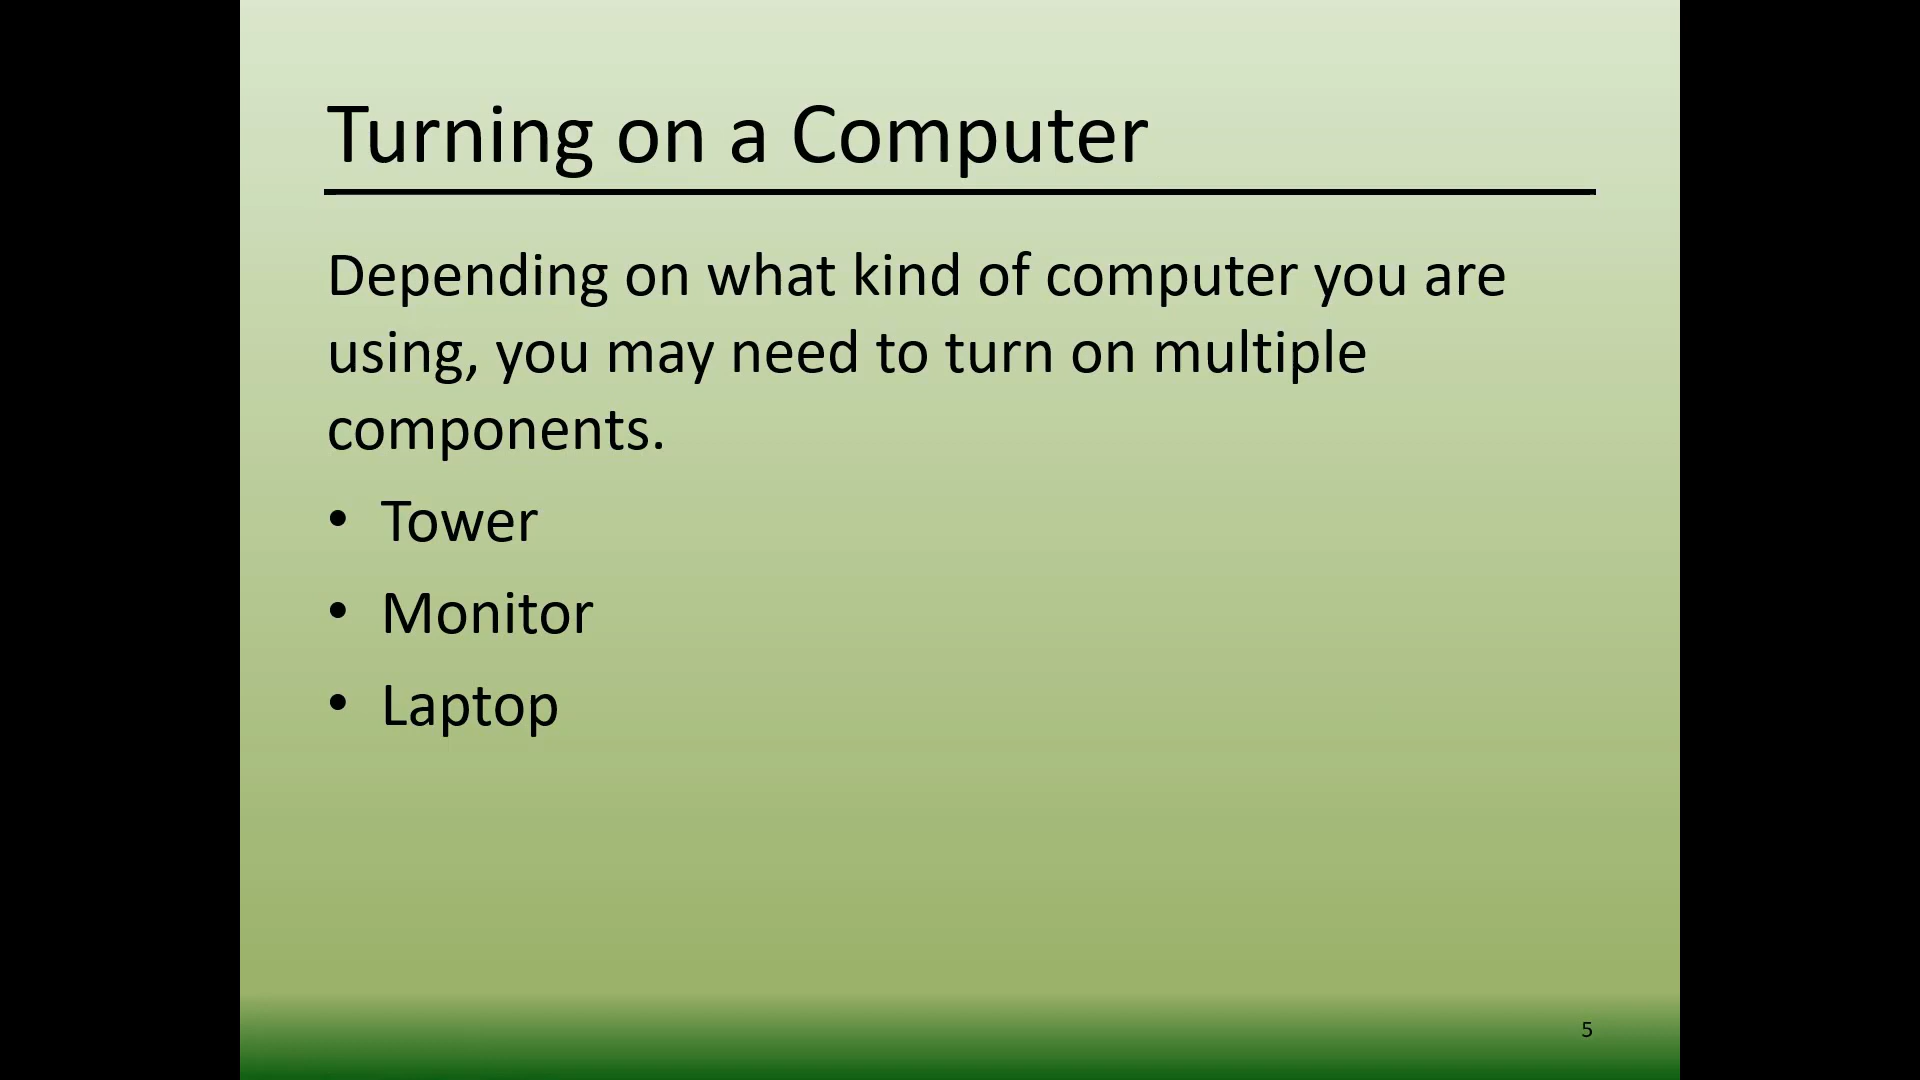 Turning on a Computer
Depending on what kind of computer you are
using, you may need to turn on multiple
components.
• Tower
• Monitor
• Laptop
5